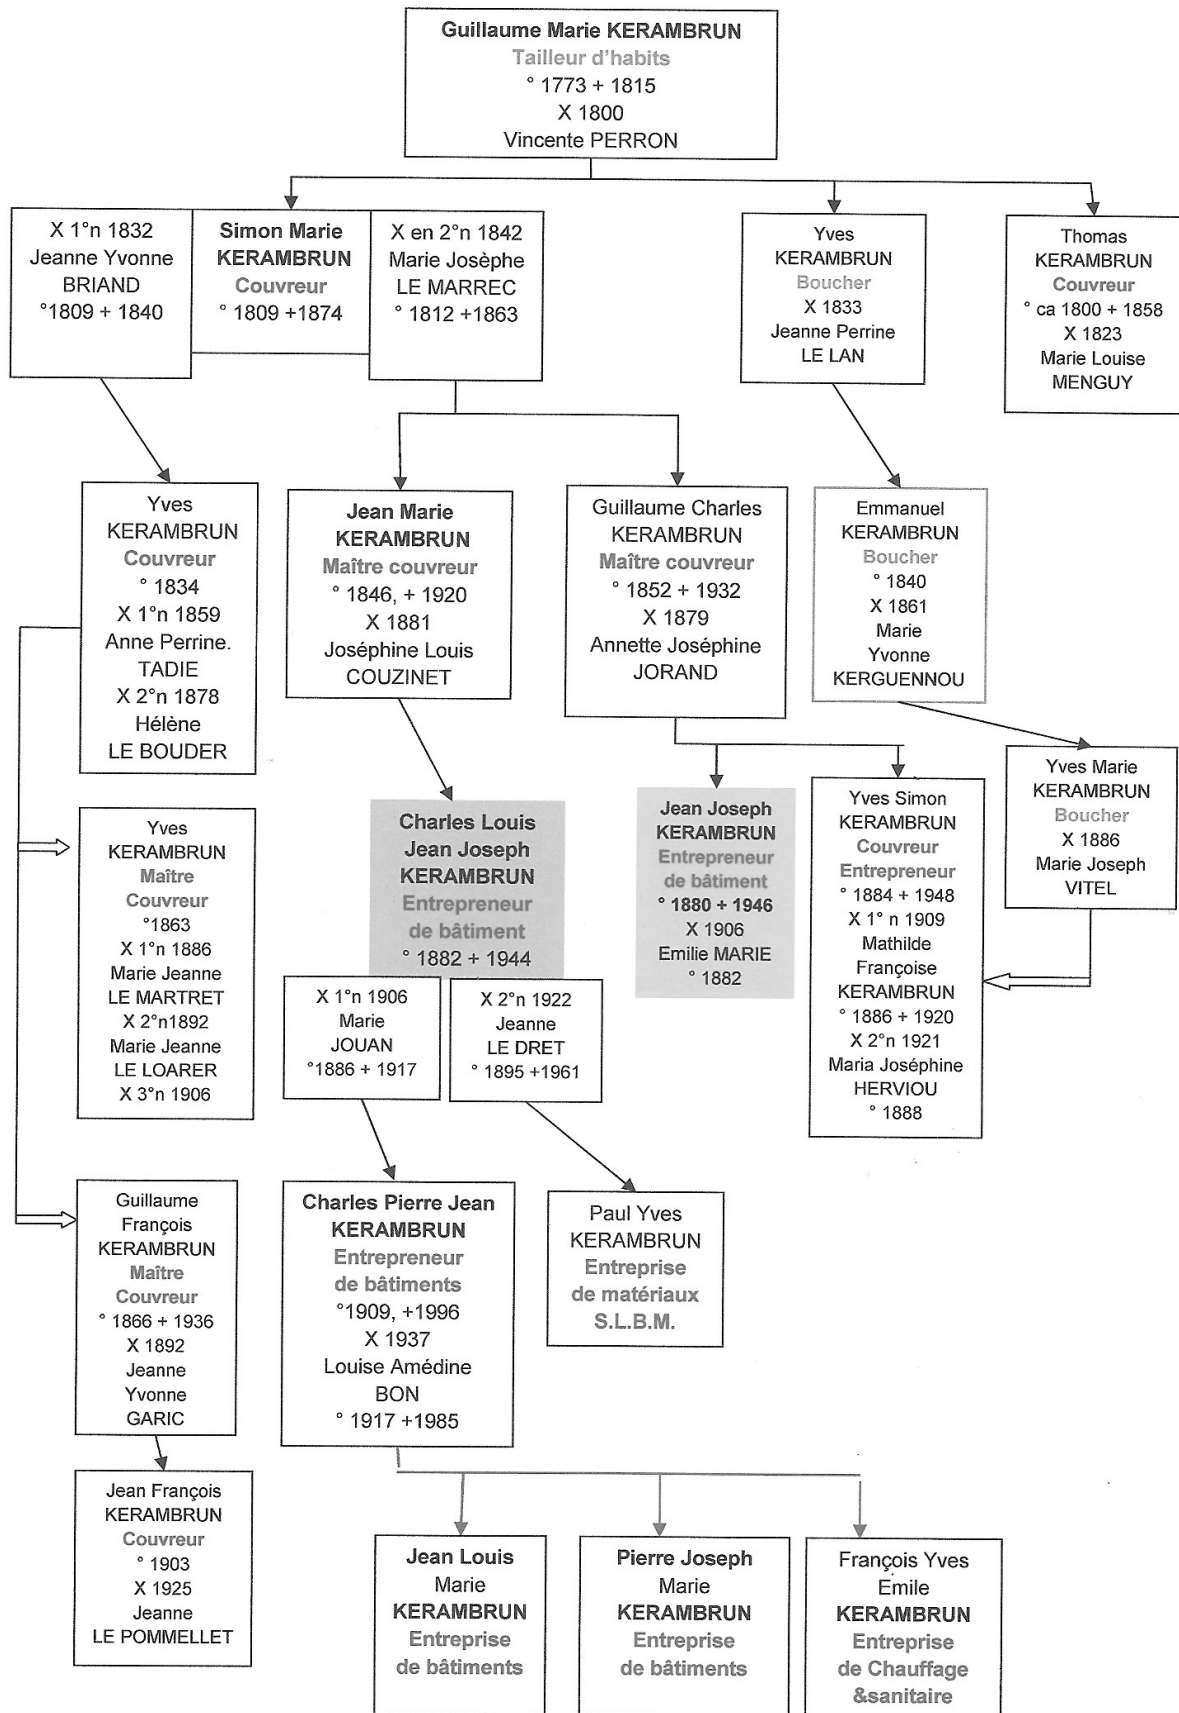 Guillaume Marie KERAMBRUN
Tailleur d'habits
° 1773 + 1815
X 1800
Vincente PERRON
X 1°n 1832
Jeanne Yvonne
BRIAND
°1809 + 1840
Simon Marie
KERAMBRUN
Couvreur
° 1809 +1874
X en 2°n 1842
Marie Josèphe
LE MARREC
° 1812 +1863
Yves
KERAMBRUN
Boucher
X 1833
Jeanne Perrine
LE LAN
Thomas
KERAMBRUN
Couvreur
° ca 1800 + 1858
X 1823
Marie Louise
MENGUY
Yves
KERAMBRUN
Couvreur
° 1834
X 1°n 1859
Anne Perrine.
TADIE
X 2°n 1878
Hélène
LE BOUDER
Jean Marie
KERAMBRUN
Maître couvreur
° 1846, + 1920
X 1881
Joséphine Louis
COUZINET
Guillaume Charles
KERAMBRUN
Maître couvreur
° 1852 + 1932
X 1879
Annette Joséphine
JORAND
Emmanuel
KERAMBRUN
Boucher
° 1840
X 1861
Marie
Yvonne
KERGUENNOU
Yves
KERAMBRUN
Maître
Couvreur
°1863
X 1°n 1886
Marie Jeanne
LE MARTRET
X 2°n1892
Marie Jeanne
LE LOARER
X 3°n 1906
Charles Louis
Jean Joseph
KERAMBRUN
Entrepreneur
de bâtiment
° 1882 + 1944
X 1°n 1906
Marie
JOUAN
°1886 + 1917
X 2°n 1922
Jeanne
LE DRET
° 1895 +1961
Jean Joseph
KERAMBRUN
Entrepreneur
de bâtiment
° 1880 + 1946
X 1906
Emilie MARIE
° 1882
Yves Simon
KERAMBRUN
Couvreur
Entrepreneur
° 1884 + 1948
X 1° n 1909
Mathilde
Françoise
KERAMBRUN
° 1886 + 1920
X 2°n 1921
Maria Joséphine
HERVIOU
° 1888
Yves Marie
KERAMBRUN
Boucher
X 1886
Marie Joseph
VITEL
Guillaume
François
KERAMBRUN
Maître
Couvreur
° 1866 + 1936
X 1892
Jeanne
Yvonne
GARIC
Charles Pierre Jean
KERAMBRUN
Entrepreneur
de bâtiments
°1909, +1996
X 1937
Louise Amédine
BON
° 1917 +1985
Paul Yves
KERAMBRUN
Entreprise
de matériaux
S.L.B.M.
Jean François
KERAMBRUN
Couvreur
° 1903
X 1925
Jeanne
LE POMMELLET
Jean Louis
Marie
KERAMBRUN
Entreprise
de bâtiments
Pierre Joseph
Marie
KERAMBRUN
Entreprise
de bâtiments
François Yves
Emile
KERAMBRUN
Entreprise
de Chauffage
&sanitaire